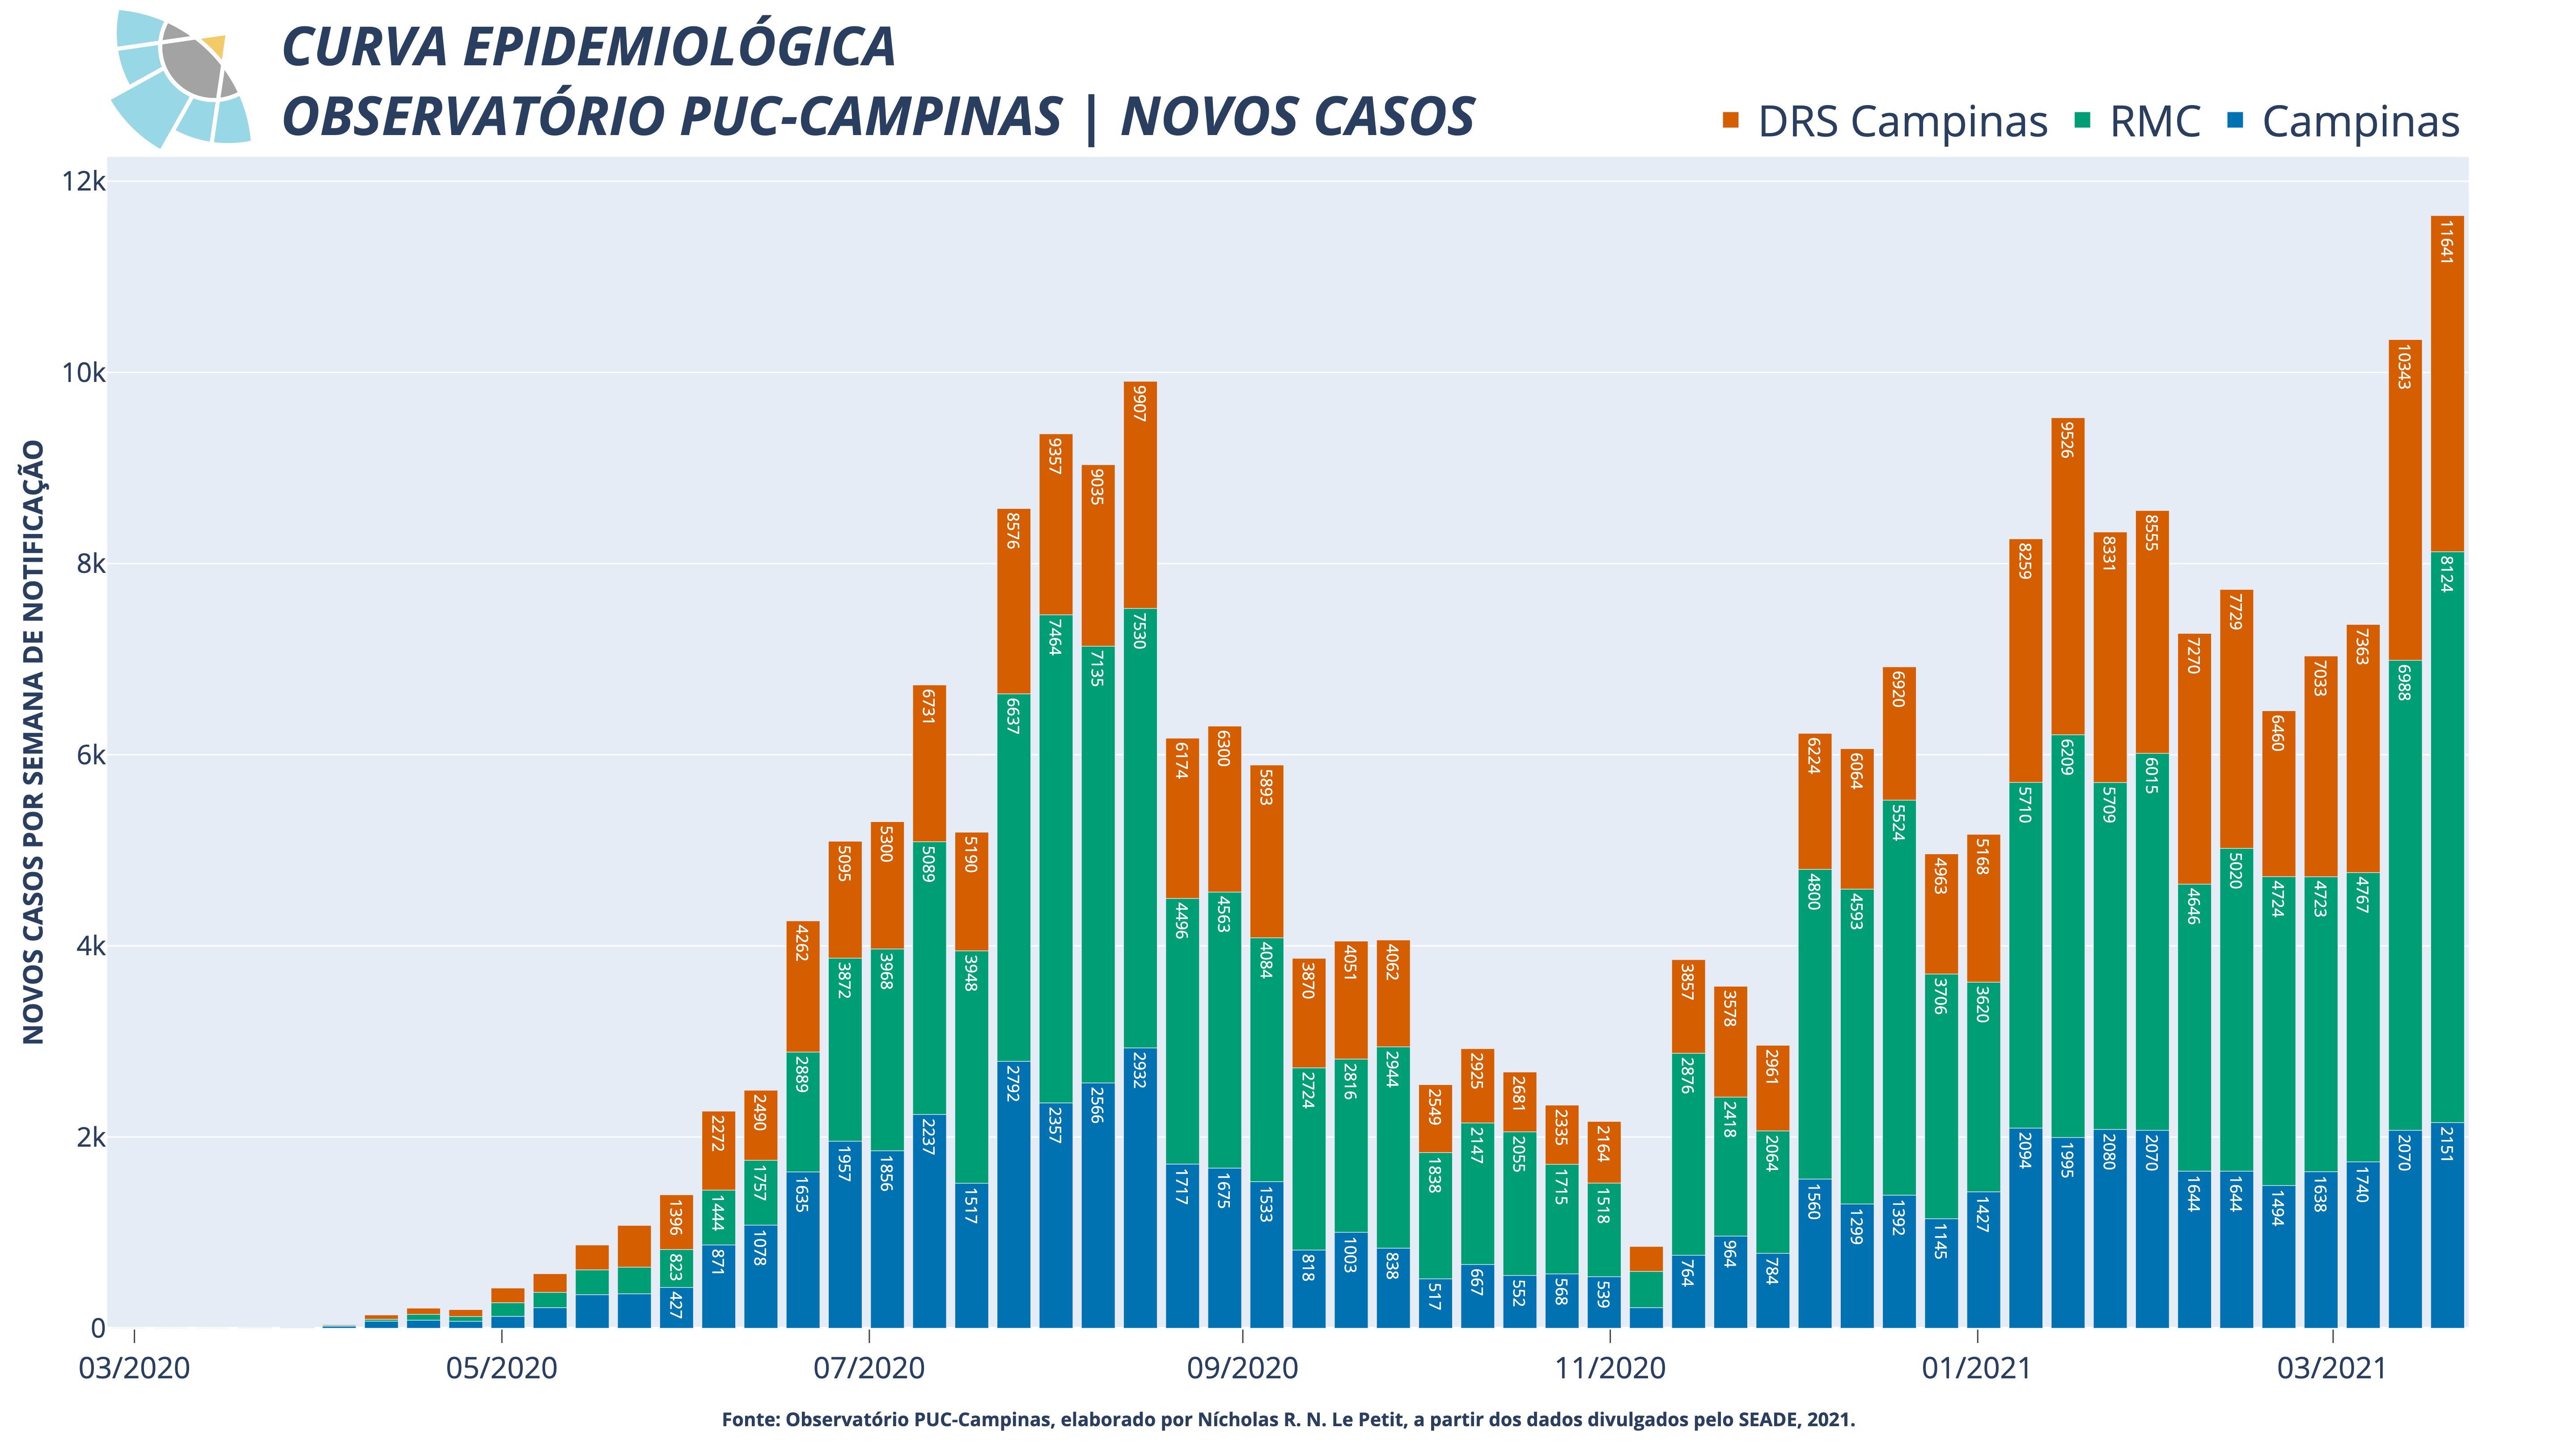 CURVA EPIDEMIOLÓGICA
OBSERVATÓRIO PUC-CAMPINAS | NOVOS CASOS
DRS Campinas RMC Campinas
NOVOS CASOS POR SEMANA DE NOTIFICAÇÃO
12k
10k
8k
6k
4k
2k
0
1396 823 427
2272 1444 871
2490 1757 1078
4262 2889 1635
5095 3872 1957
5300 3968 1856
6731 5089 2237
5190 3948 1517
8576 6637 2792
9357 7464 2357
9035 7135 2566
9907 7530 2932
6174 4496 1717
6300 4563 1675
5893 4084 1533
3870 2724 818
4051 2816 1003
4062 2944 838
2549 1838 517
2925 2147 667
2681 2055 552
2335 1715 568
2164 1518 539
3857 2876 764
3578 2418 964
2961 2064 784
6224 4800 1560
6064 4593 1299
6920 5524 1392
4963 3706 1145
5168 3620 1427
8259 5710 2094
9526 6209 1995
8331 5709 2080
8555 6015 2070
7270 4646 1644
7729 5020 1644
6460 4724 1494
7033 4723 1638
7363 4767 1740
10343 6988 2070
11641 8124 2151
03/2020 05/2020 07/2020 09/2020 11/2020 01/2021 03/2021
Fonte: Observatório PUC-Campinas, elaborado por Nícholas R. N. Le Petit, a partir dos dados divulgados pelo SEADE, 2021.